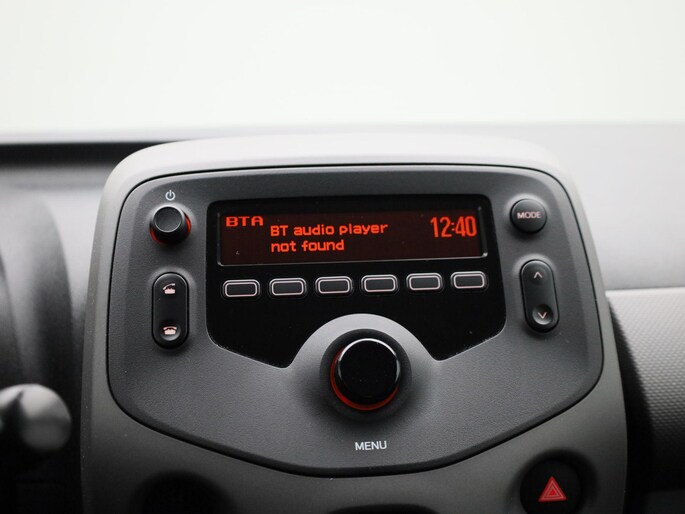 BTA
BT audio player
not found
12:40
MODE
MENU